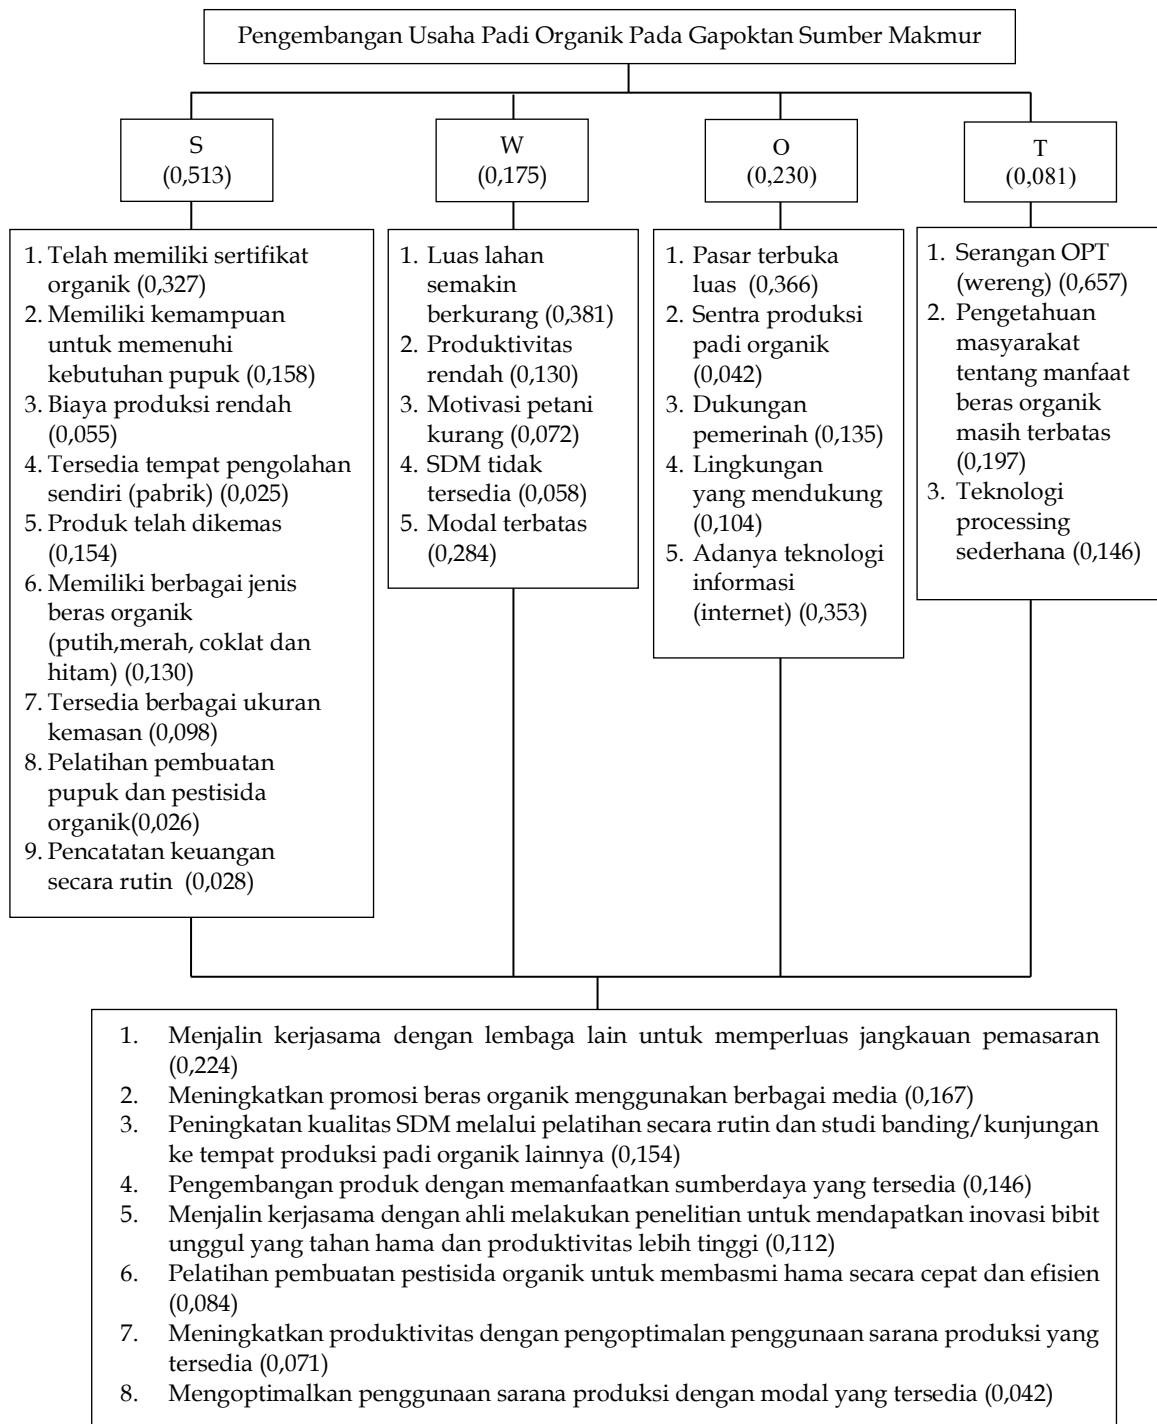 Pengembangan Usaha Padi Organik Pada Gapoktan Sumber Makmur
S
(0,513)
W
(0,175)
O
(0,230)
T
(0,081)
1. Telah memiliki sertifikat
organik (0,327)
2. Memiliki kemampuan
untuk memenuhi
kebutuhan pupuk (0,158)
3. Biaya produksi rendah
(0,055)
4. Tersedia tempat pengolahan
sendiri (pabrik) (0,025)
5. Produk telah dikemas
(0,154)
6. Memiliki berbagai jenis
beras organik
(putih,merah, coklat dan
hitam) (0,130)
7. Tersedia berbagai ukuran
kemasan (0,098)
8. Pelatihan pembuatan
pupuk dan pestisida
organik(0,026)
9. Pencatatan keuangan
secara rutin (0,028)
1. Luas lahan
semakin
berkurang (0,381)
2. Produktivitas
rendah (0,130)
3. Motivasi petani
kurang (0,072)
4. SDM tidak
tersedia (0,058)
5. Modal terbatas
(0,284)
1. Pasar terbuka
luas (0,366)
2. Sentra produksi
padi organik
(0,042)
3. Dukungan
pemerinah (0,135)
4. Lingkungan
yang mendukung
(0,104)
5. Adanya teknologi
informasi
(internet) (0,353)
1. Serangan OPT
(wereng) (0,657)
2. Pengetahuan
masyarakat
tentang manfaat
beras organik
masih terbatas
(0,197)
3. Teknologi
processing
sederhana (0,146)
1. Menjalin kerjasama dengan lembaga lain untuk memperluas jangkauan pemasaran
(0,224)
2. Meningkatkan promosi beras organik menggunakan berbagai media (0,167)
3. Peningkatan kualitas SDM melalui pelatihan secara rutin dan studi banding/kunjungan
ke tempat produksi padi organik lainnya (0,154)
4. Pengembangan produk dengan memanfaatkan sumberdaya yang tersedia (0,146)
5. Menjalin kerjasama dengan ahli melakukan penelitian untuk mendapatkan inovasi bibit
unggul yang tahan hama dan produktivitas lebih tinggi (0,112)
6. Pelatihan pembuatan pestisida organik untuk membasmi hama secara cepat dan efisien
(0,084)
7. Meningkatkan produktivitas dengan pengoptimalan penggunaan sarana produksi yang
tersedia (0,071)
8. Mengoptimalkan penggunaan sarana produksi dengan modal yang tersedia (0,042)